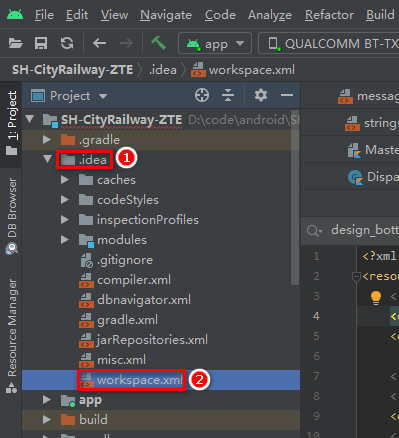 File Edit View Navigate Code Analyze Refactor Build
app QUALCOMM BT-TX
SH-CityRailway-ZTE .idea workspace.xml
1: Project
DB Browser
Resource Manager
Project
SH-CityRailway-ZTE D:\code\android\S
.gradle
.idea 1
caches
codeStyles
inspectionProfiles
modules
.gitignore
compiler.xml
dbnavigator.xml
gradle.xml
jarRepositories.xml
misc.xml
workspace.xml 2
app
build
messag
strings
Maste
Dispa
design_bott
1 <?xml
2 <resou
3 <
4 <
5 <
6
7 <
8 <
9 <
10 <